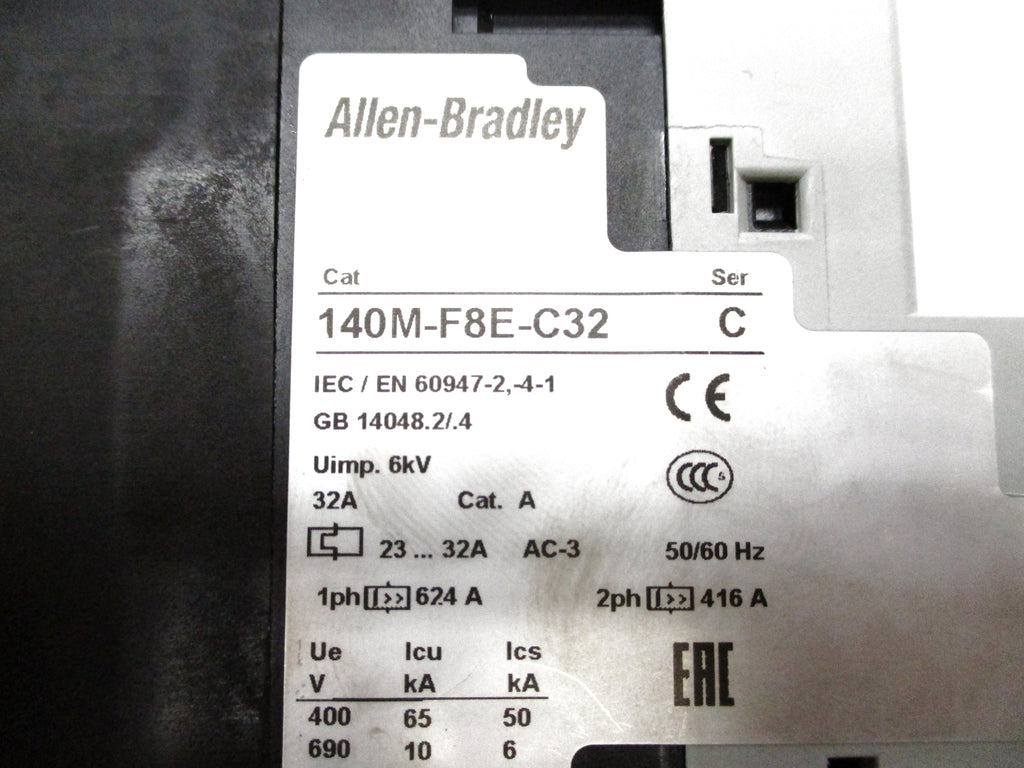 Allen-Bradley
Cat Ser
140M-F8E-C32 C
IEC / EN 60947-2,-4-1
CE
GB 14048.2/.4
Uimp. 6kV
CCC S
32A Cat. A
23 ... 32A AC-3 50/60 Hz
1ph 624 A 2ph 416 A
Ue Icu Ics
V kA kA
EAC
400 65 50
690 10 6